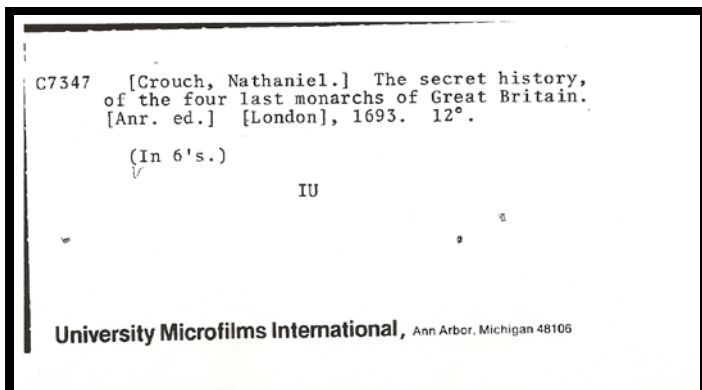 C7347 [Crouch, Nathaniel.] The secret history,
of the four last monarchs of Great Britain.
[Anr. ed.] [London], 1693. 12°.
(In 6's.)
IU
University Microfilms International, Ann Arbor, Michigan 48106